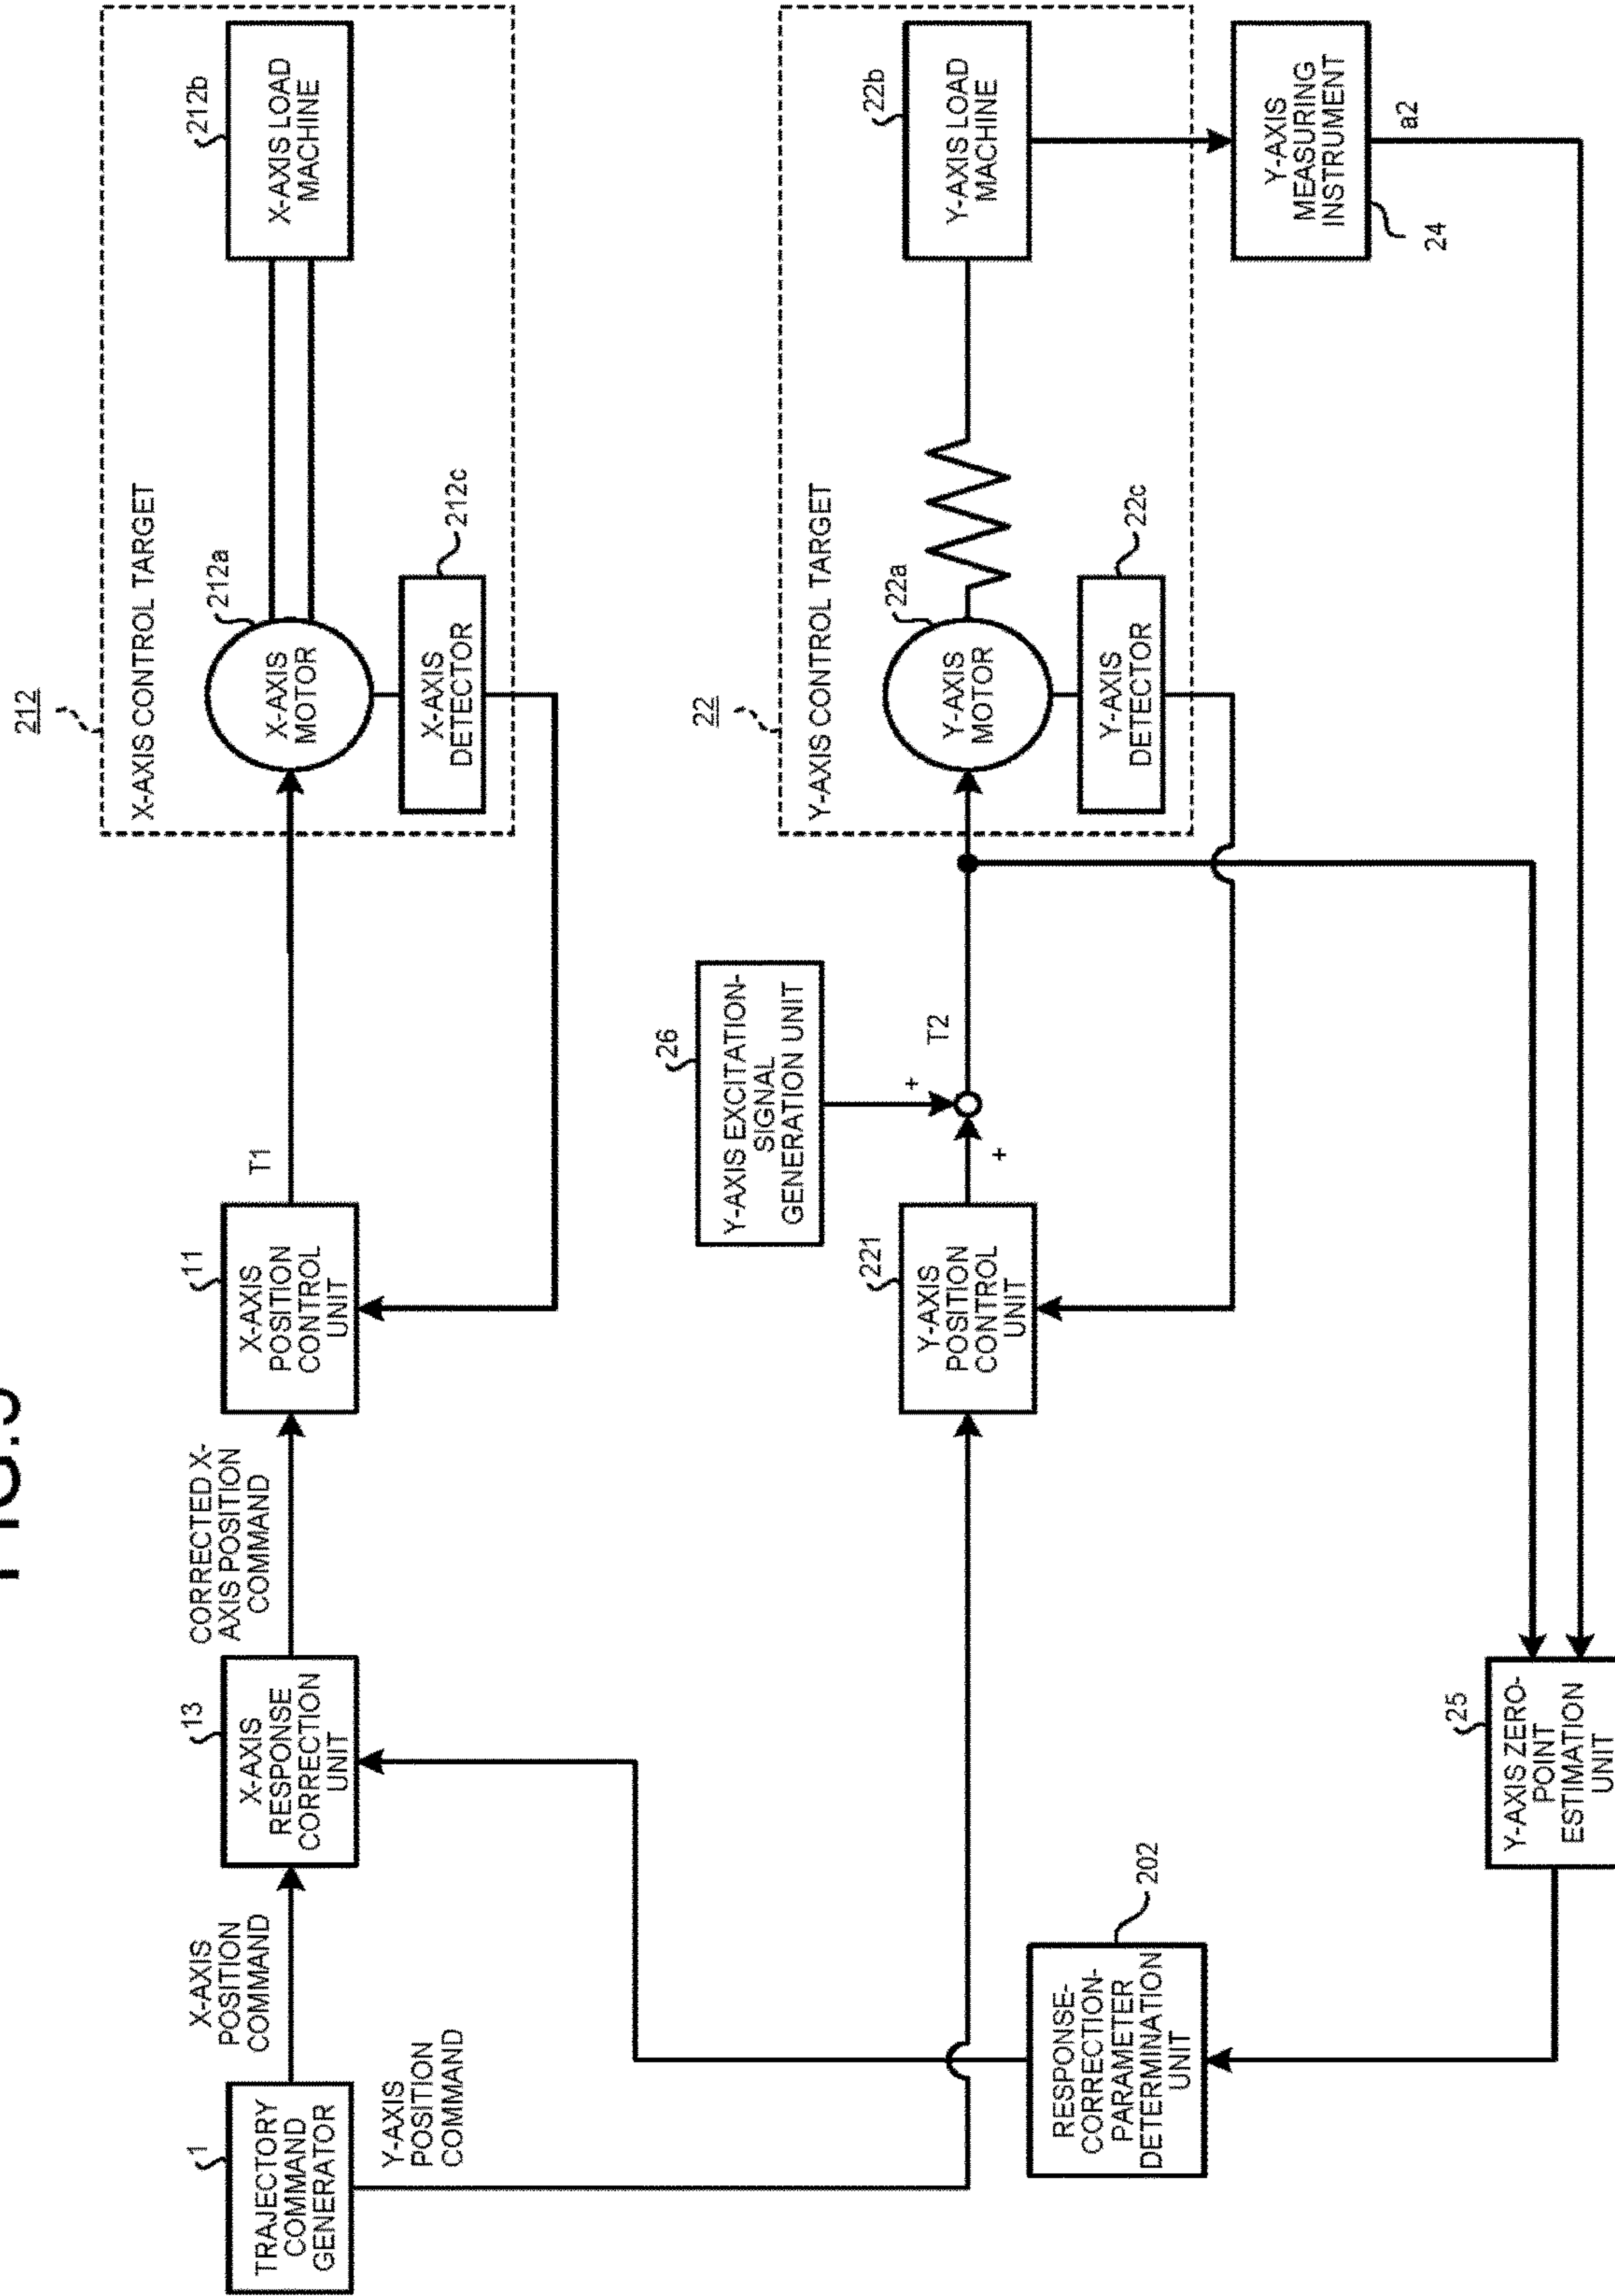 212
X-AXIS CONTROL TARGET
1
TRAJECTORY
COMMAND
GENERATOR
X-AXIS
POSITION
COMMAND
13
X-AXIS
RESPONSE
CORRECTION
UNIT
CORRECTED X-
AXIS POSITION
COMMAND
11
X-AXIS
POSITION
CONTROL
UNIT
T1
212a
X-AXIS
MOTOR
212b
X-AXIS LOAD
MACHINE
212c
X-AXIS
DETECTOR
Y-AXIS
POSITION
COMMAND
26
Y-AXIS EXCITATION-
SIGNAL
GENERATION UNIT
+
22
Y-AXIS CONTROL TARGET
221
Y-AXIS
POSITION
CONTROL
UNIT
+
T2
22a
Y-AXIS
MOTOR
22b
Y-AXIS LOAD
MACHINE
22c
Y-AXIS
DETECTOR
202
RESPONSE-
CORRECTION-
PARAMETER
DETERMINATION
UNIT
Y-AXIS
MEASURING
INSTRUMENT
24
a2
25
Y-AXIS ZERO-
POINT
ESTIMATION
UNIT